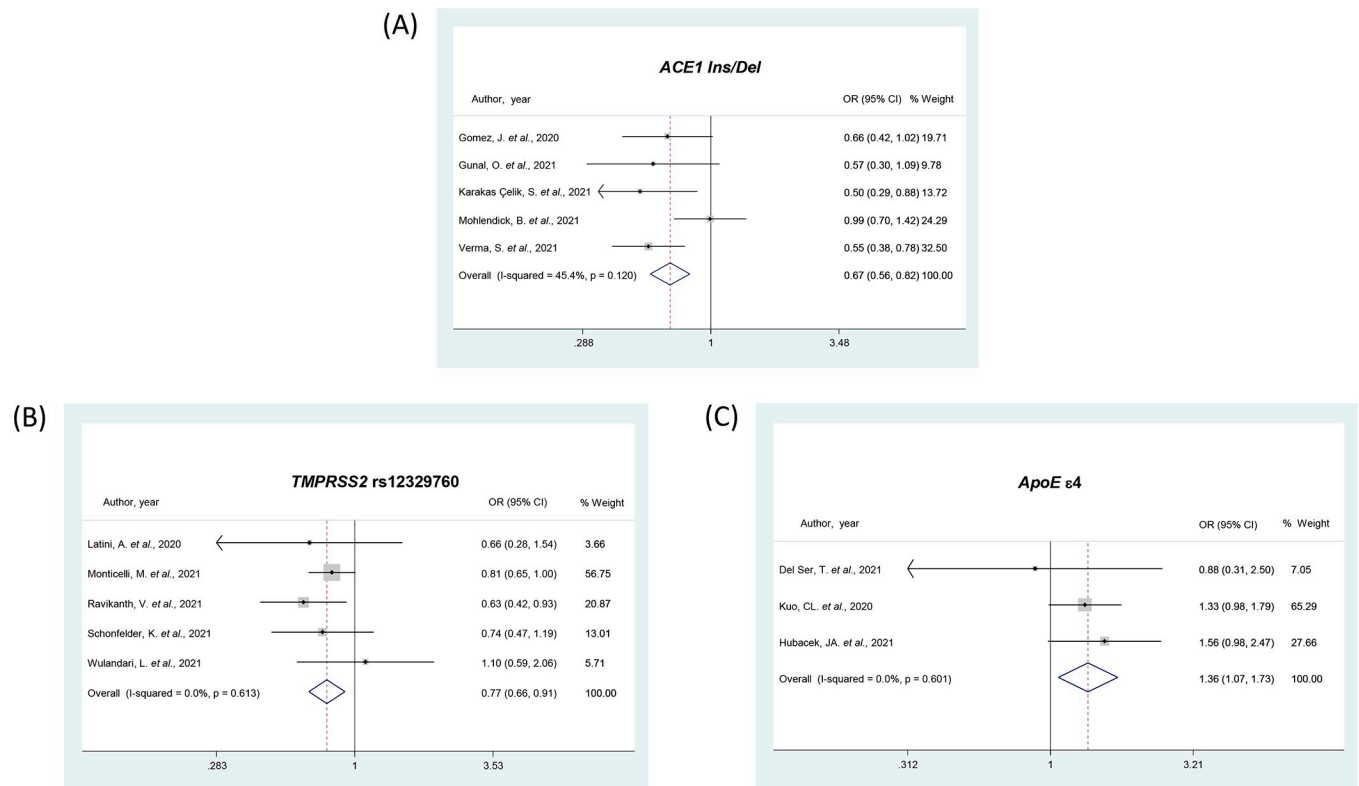 (A)
ACE1 Ins/Del
Author, year OR (95% CI) % Weight
Gomez, J. et al., 2020 0.66 (0.42, 1.02) 19.71
Gunal, O. et al., 2021 0.57 (0.30, 1.09) 9.78
Karakas Çelik, S. et al., 2021 0.50 (0.29, 0.88) 13.72
Mohlendick, B. et al., 2021 0.99 (0.70, 1.42) 24.29
Verma, S. et al., 2021 0.55 (0.38, 0.78) 32.50
Overall (I-squared = 45.4%, p = 0.120) 0.67 (0.56, 0.82) 100.00
.288 1 3.48
(B)
TMPRSS2 rs12329760
Author, year OR (95% CI) % Weight
Latini, A. et al., 2020 0.66 (0.28, 1.54) 3.66
Monticelli, M. et al., 2021 0.81 (0.65, 1.00) 56.75
Ravikanth, V. et al., 2021 0.63 (0.42, 0.93) 20.87
Schonfelder, K. et al., 2021 0.74 (0.47, 1.19) 13.01
Wulandari, L. et al., 2021 1.10 (0.59, 2.06) 5.71
Overall (I-squared = 0.0%, p = 0.613) 0.77 (0.66, 0.91) 100.00
.283 1 3.53
(C)
ApoE ε4
Author, year OR (95% CI) % Weight
Del Ser, T. et al., 2021 0.88 (0.31, 2.50) 7.05
Kuo, CL. et al., 2020 1.33 (0.98, 1.79) 65.29
Hubacek, JA. et al., 2021 1.56 (0.98, 2.47) 27.66
Overall (I-squared = 0.0%, p = 0.601) 1.36 (1.07, 1.73) 100.00
.312 1 3.21